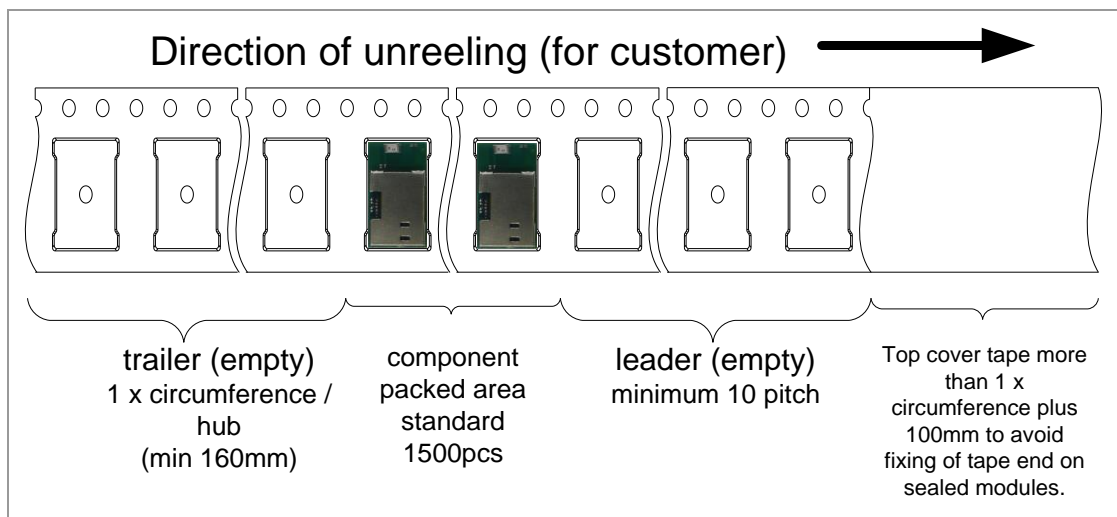 Direction of unreeling (for customer)
trailer (empty)
1 x circumference /
hub
(min 160mm)
component
packed area
standard
1500pcs
leader (empty)
minimum 10 pitch
Top cover tape more
than 1 x
circumference plus
100mm to avoid
fixing of tape end on
sealed modules.